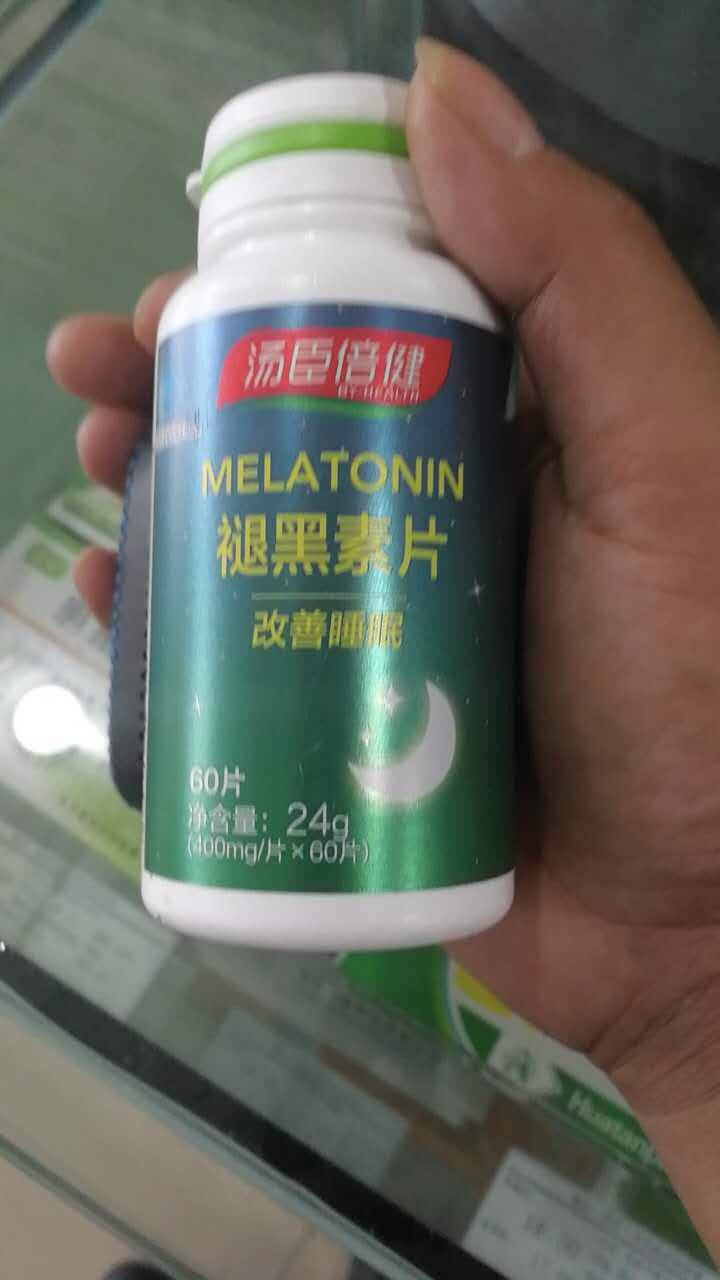 汤臣倍健
BY-HEALTH
MELATONIN
褪黑素片
改善睡眠
60片
净含量：24g
(400mg/片×60片)